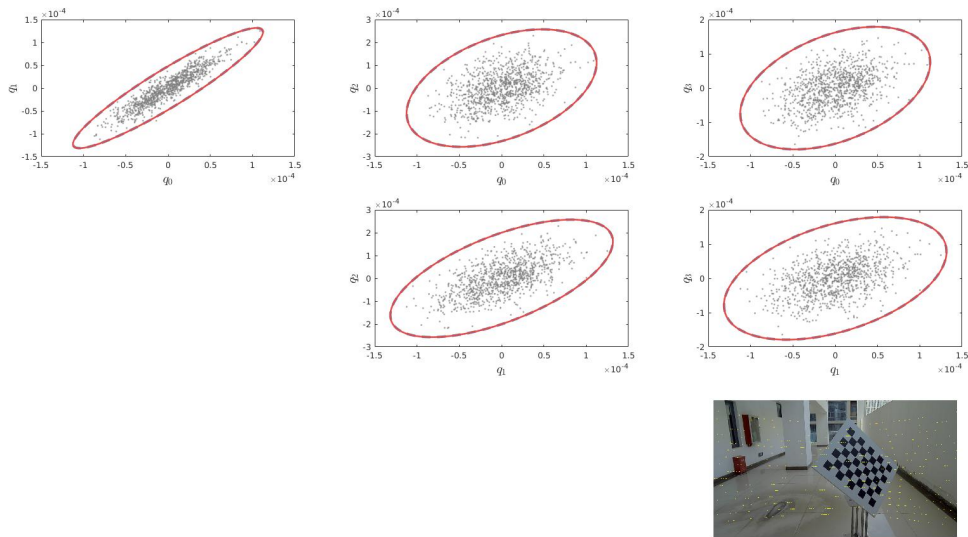 ×10⁻⁴ ×10⁻⁴ ×10⁻⁴
1.5 3 2
1 2
0.5 1 1
q₁ 0 q₂ 0 q₃ 0
-0.5 -1 -1
-1 -2
-1.5 -3 -2
-1.5 -1 -0.5 0 0.5 1 1.5 -1.5 -1 -0.5 0 0.5 1 1.5 -1.5 -1 -0.5 0 0.5 1 1.5
q₀ ×10⁻⁴ q₀ ×10⁻⁴ q₀ ×10⁻⁴
×10⁻⁴ ×10⁻⁴
3 2
2
1 1
q₂ 0 q₃ 0
-1 -1
-2
-3 -2
-1.5 -1 -0.5 0 0.5 1 1.5 -1.5 -1 -0.5 0 0.5 1 1.5
q₁ ×10⁻⁴ q₁ ×10⁻⁴